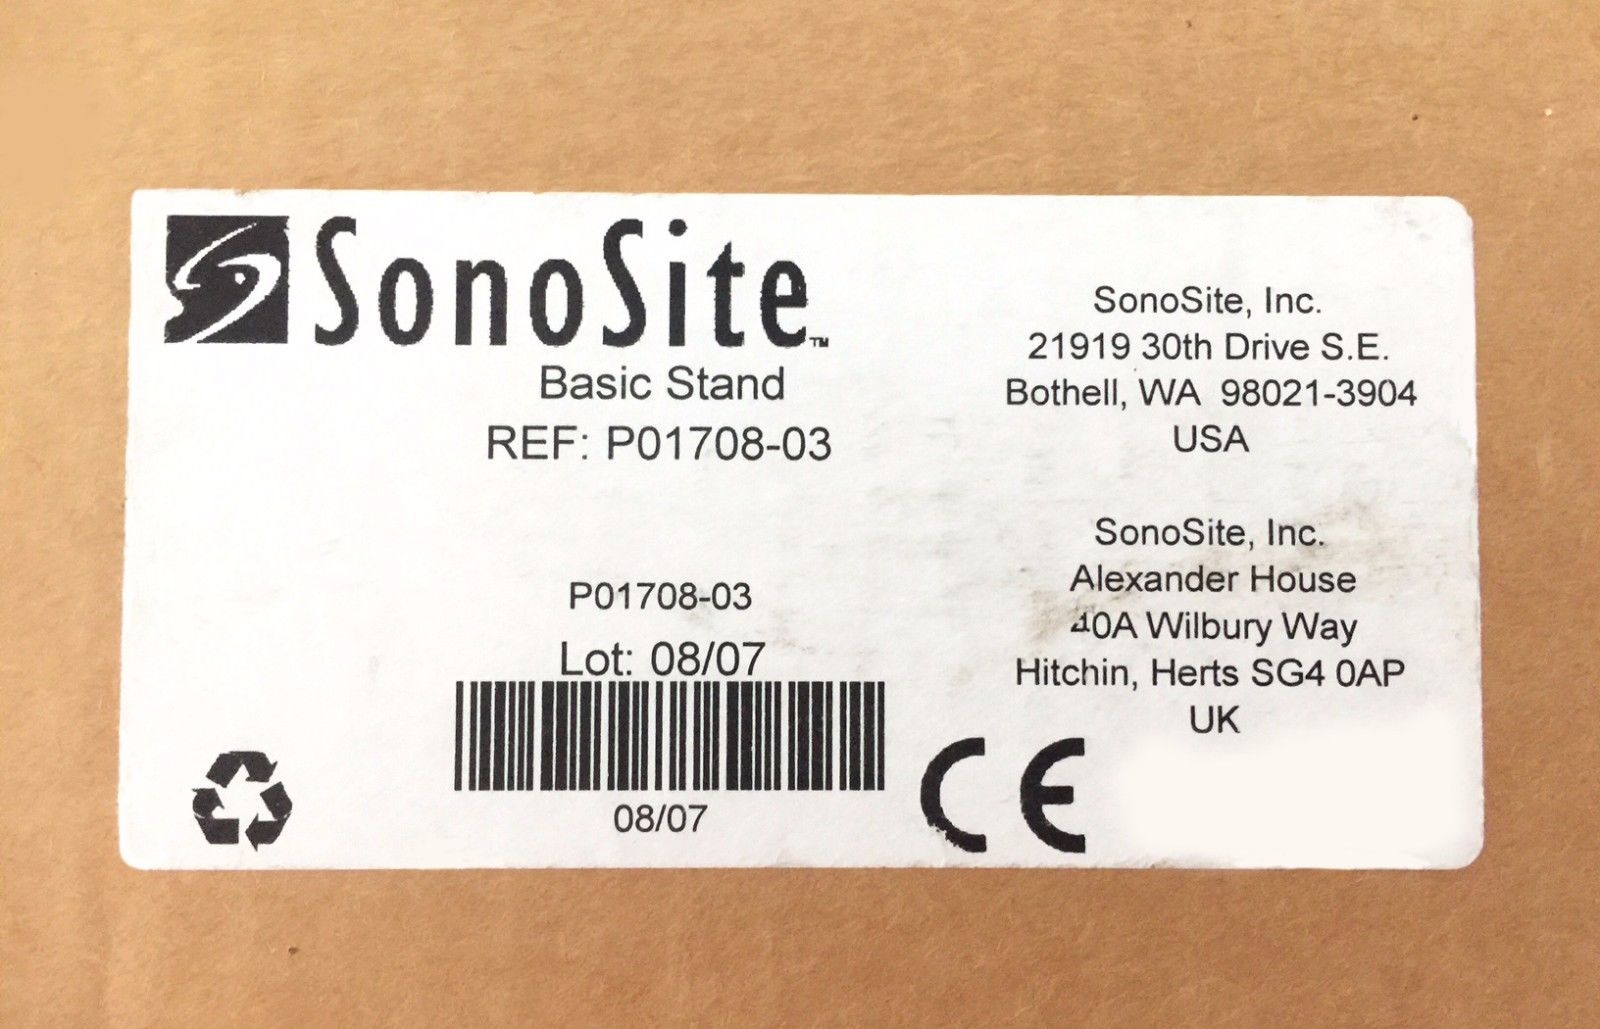 SonoSite™
Basic Stand
REF: P01708-03
P01708-03
Lot: 08/07
08/07
SonoSite, Inc.
21919 30th Drive S.E.
Bothell, WA 98021-3904
USA
SonoSite, Inc.
Alexander House
40A Wilbury Way
Hitchin, Herts SG4 0AP
UK
CE